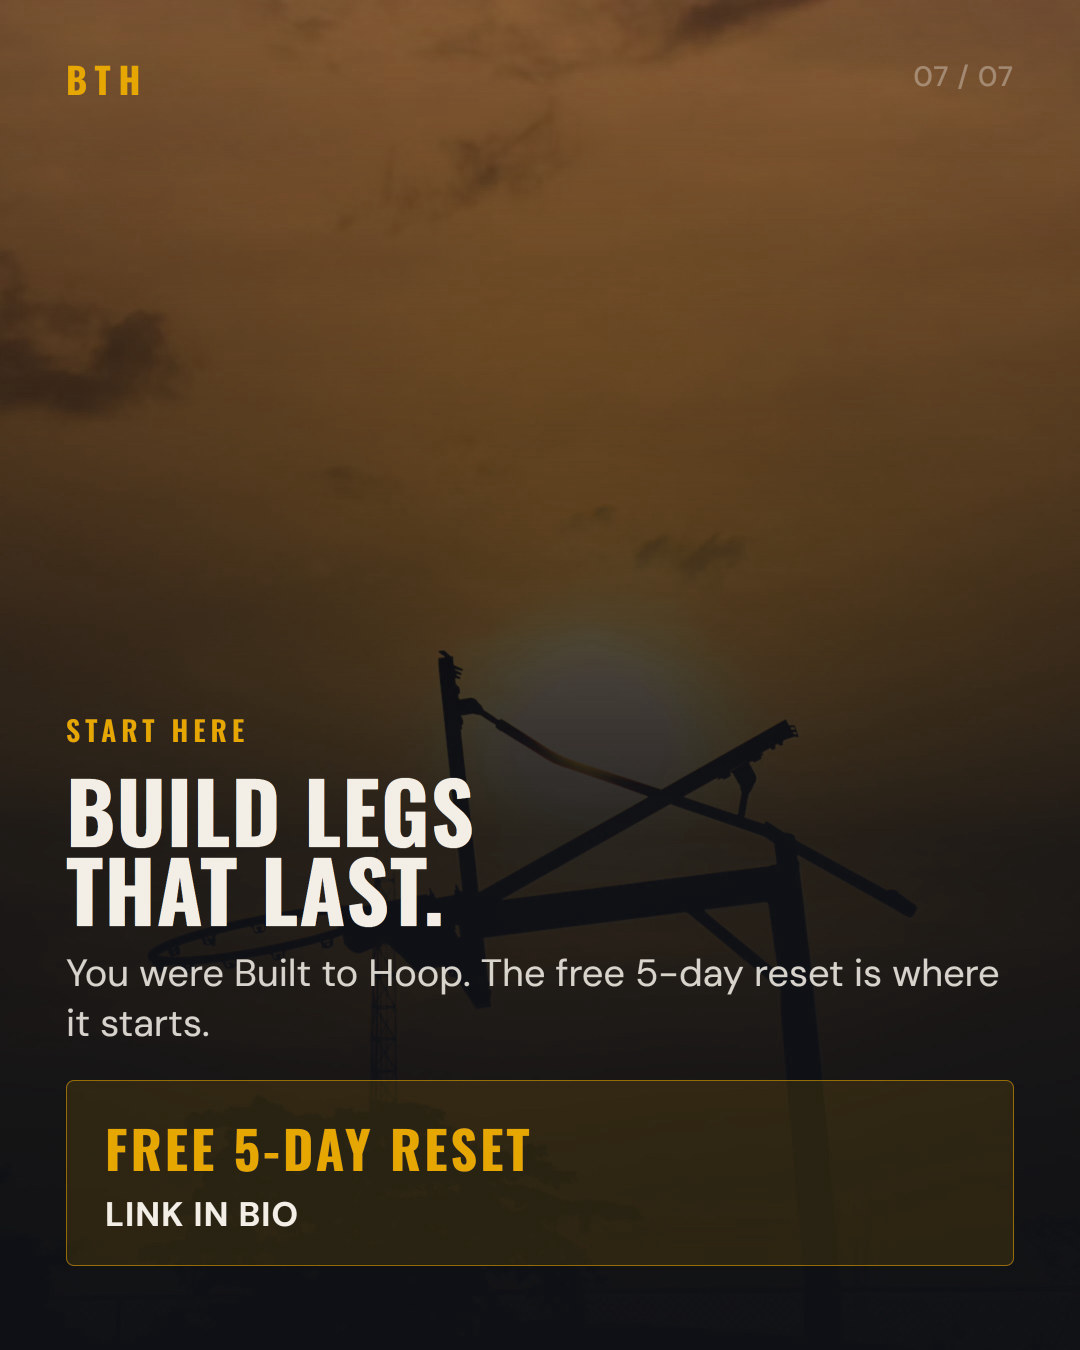 BTH
07 / 07
START HERE
BUILD LEGS
THAT LAST.
You were Built to Hoop. The free 5-day reset is where
it starts.
FREE 5-DAY RESET
LINK IN BIO